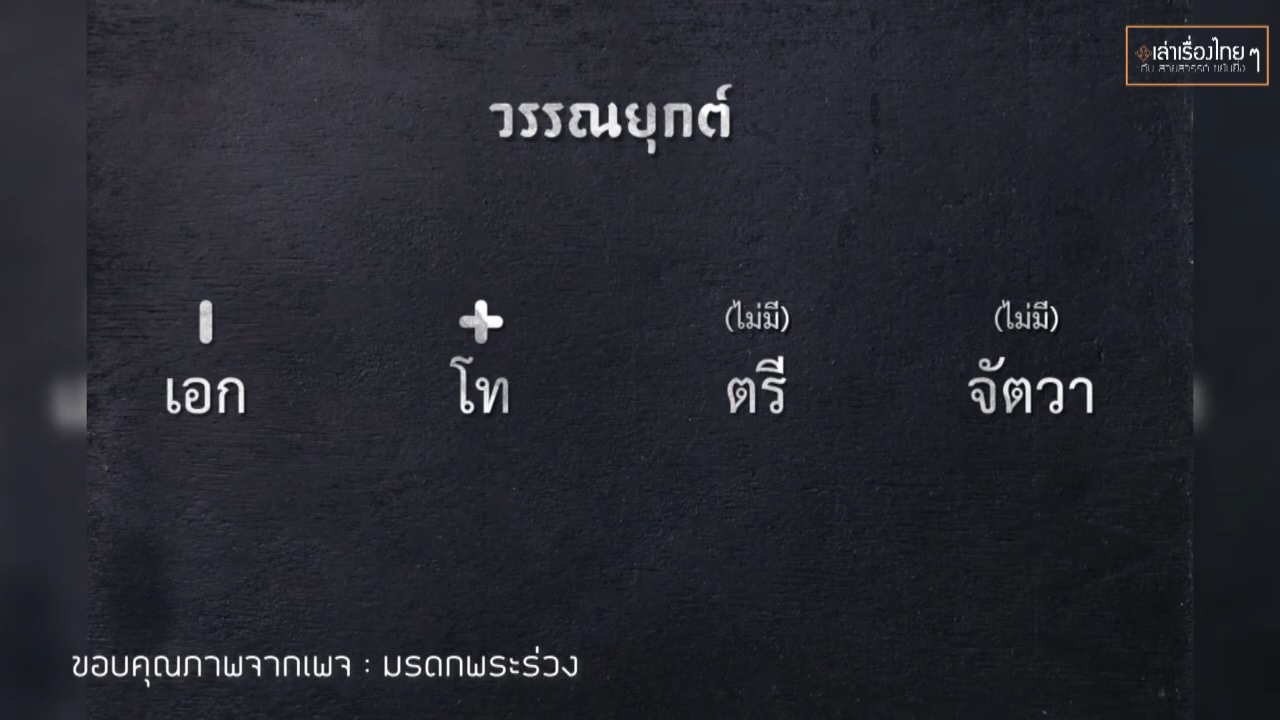 เล่าเรื่องไทย ๆ
วรรณยุกต์
(ไม่มี) (ไม่มี)
เอก โท ตรี จัตวา
ขอบคุณภาพจากเพจ : มรดกพระร่วง